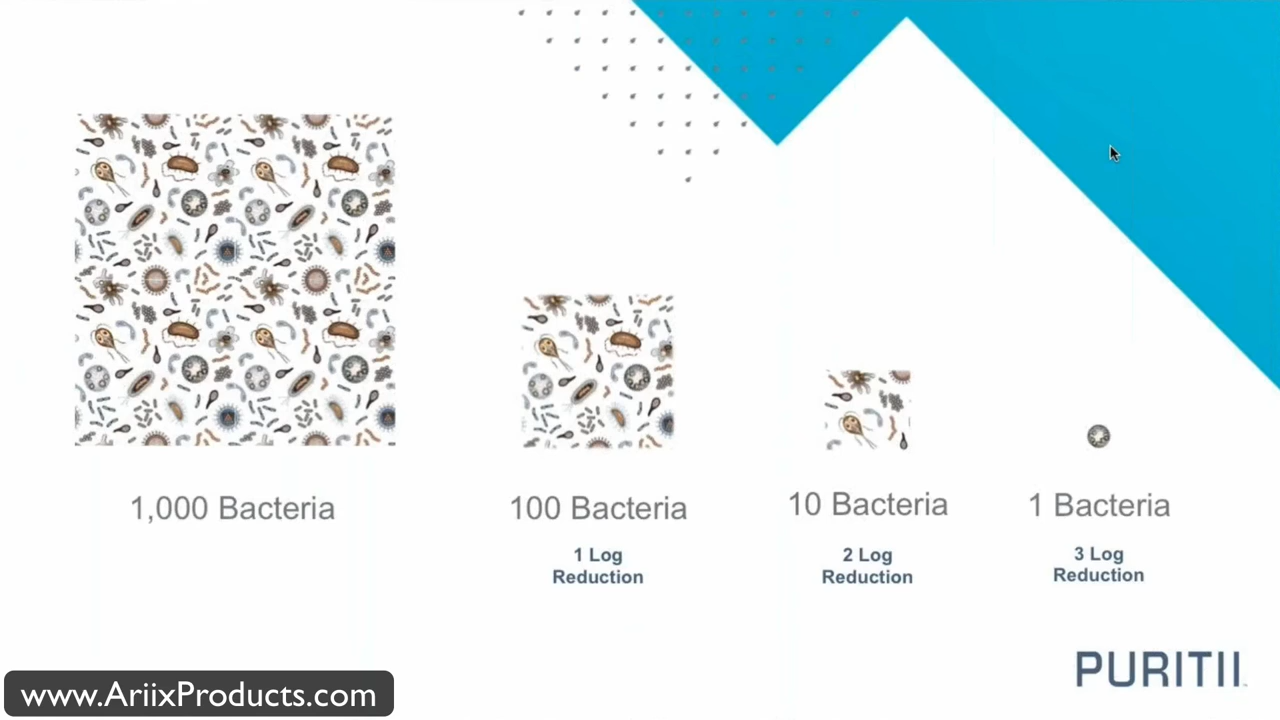 1,000 Bacteria
100 Bacteria
1 Log
Reduction
10 Bacteria
2 Log
Reduction
1 Bacteria
3 Log
Reduction
PURITII
www.AriixProducts.com